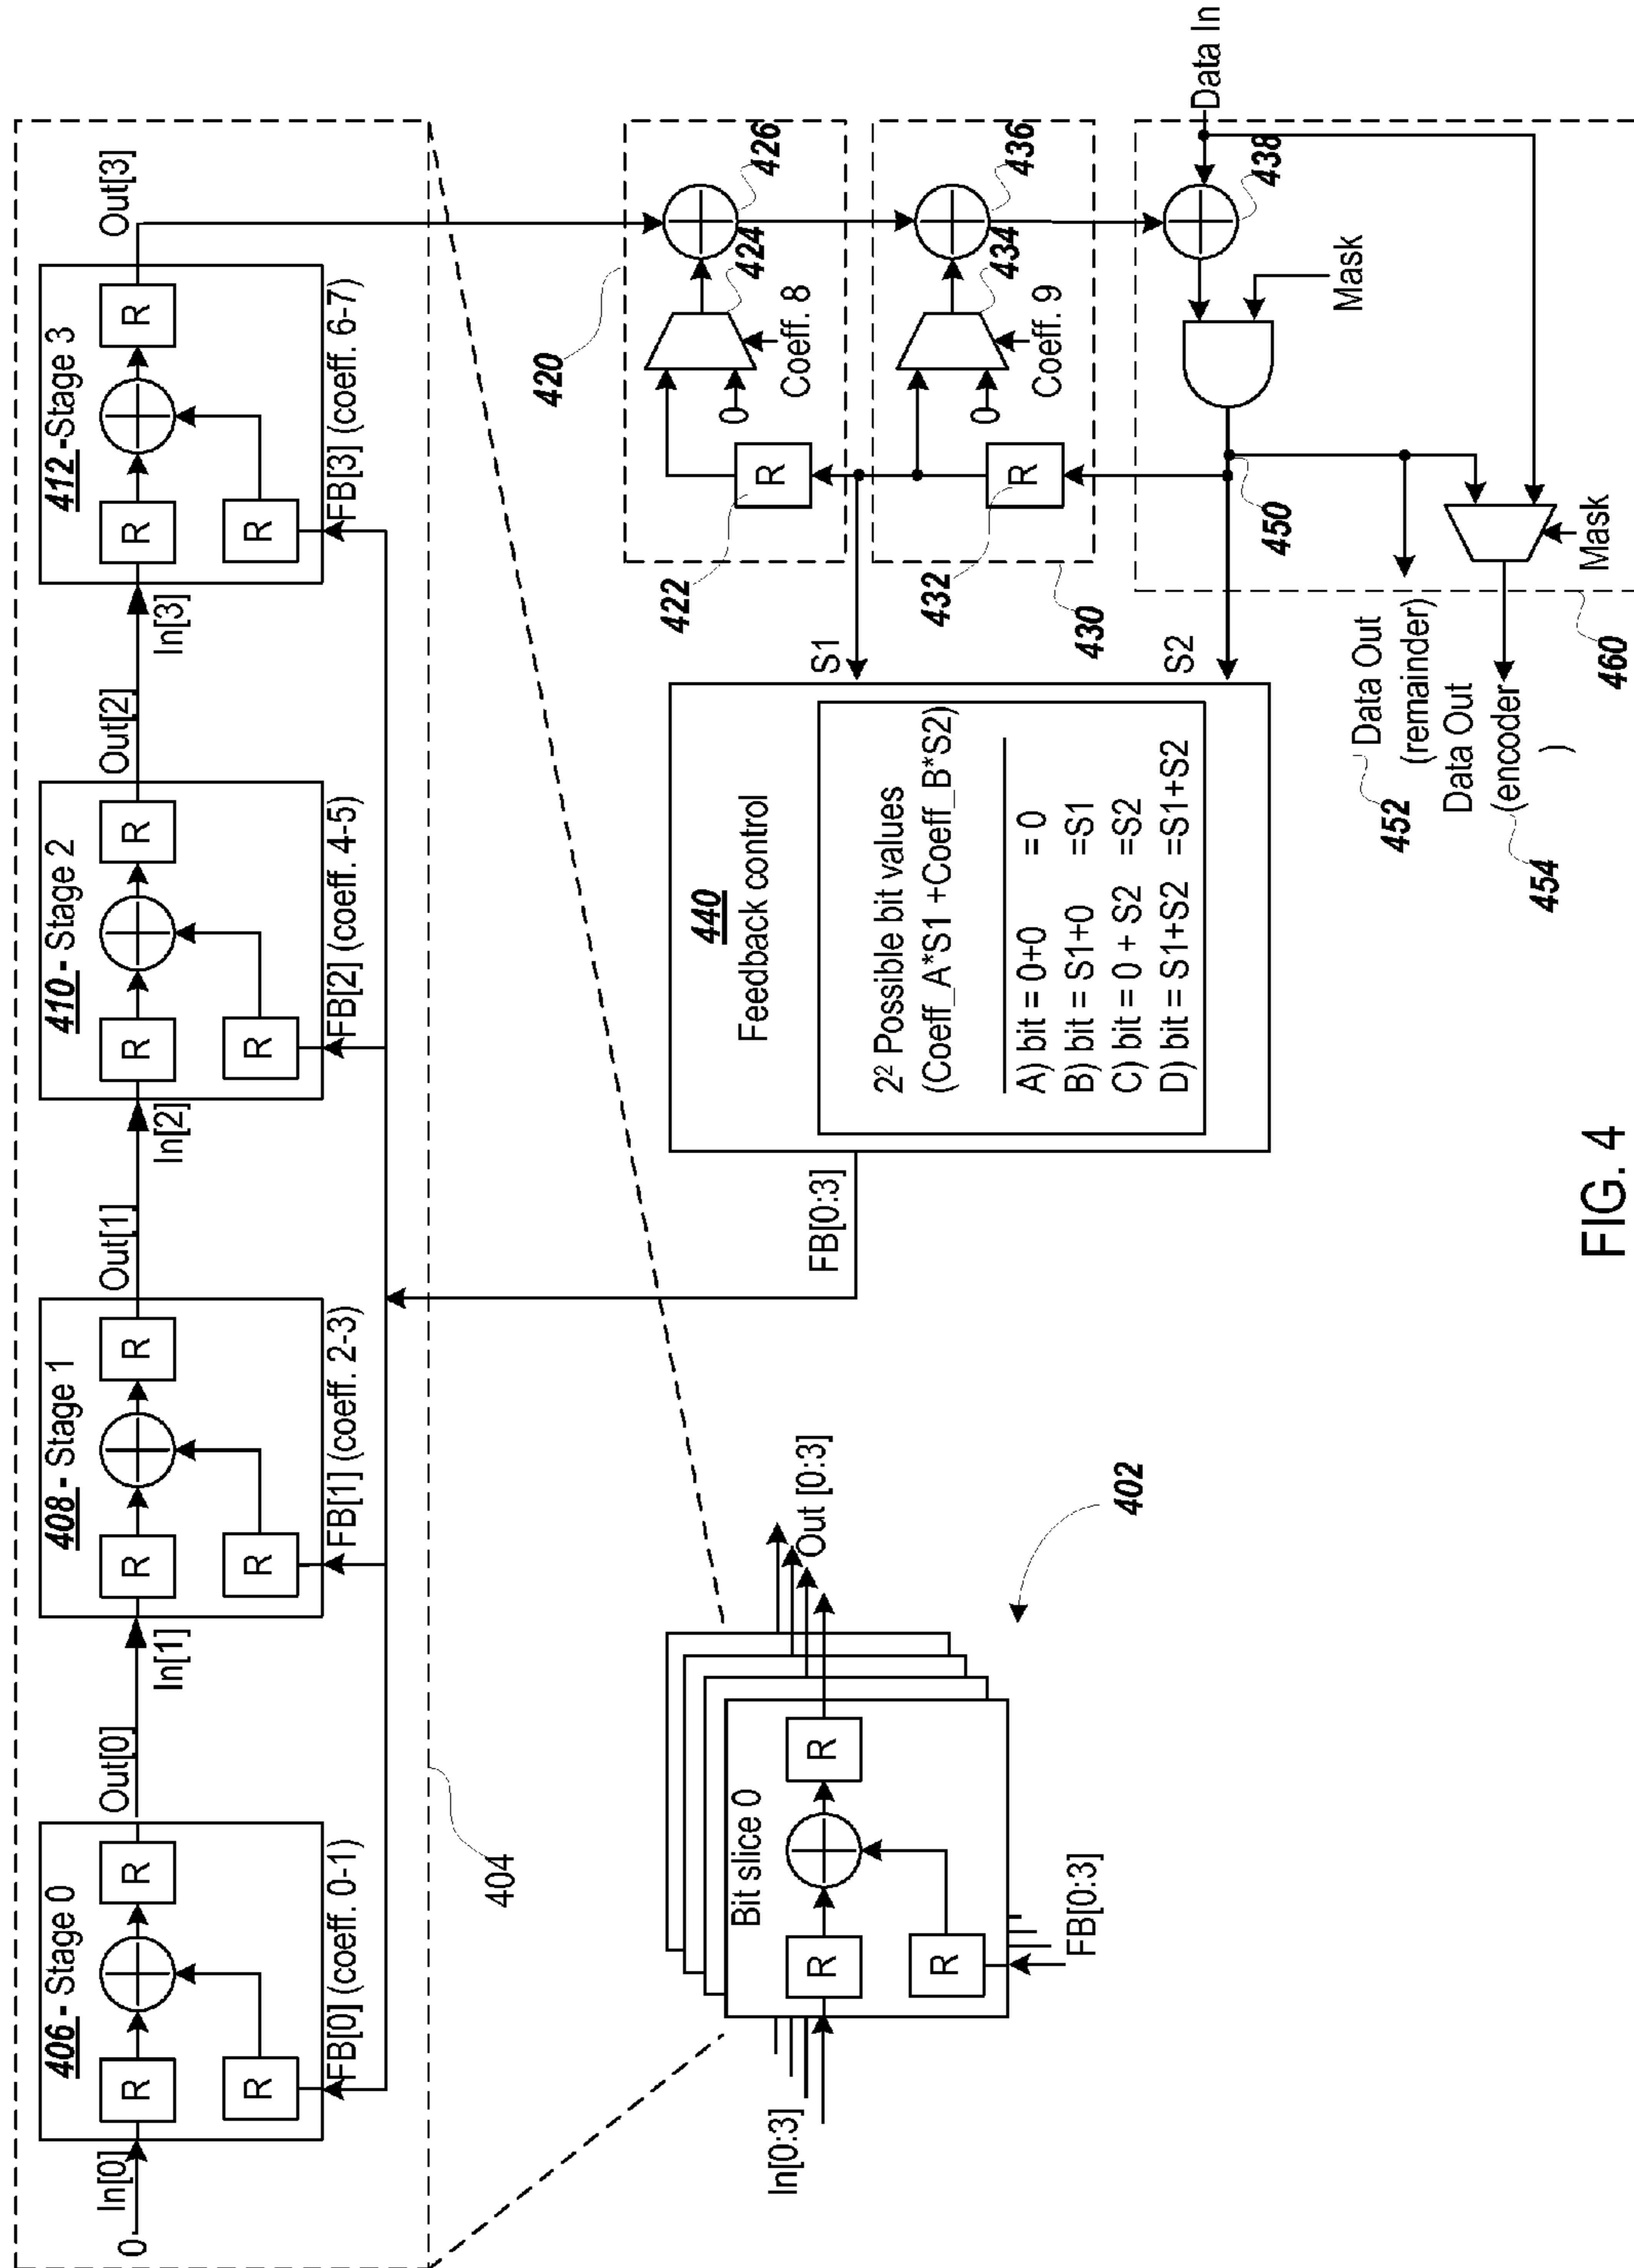 406 - Stage 0
0
In[0]
R
R
R
FB[0] (coeff. 0-1)
Out[0]
408 - Stage 1
In[1]
R
R
R
FB[1] (coeff. 2-3)
Out[1]
410 - Stage 2
In[2]
R
R
R
FB[2] (coeff. 4-5)
Out[2]
412 - Stage 3
In[3]
R
R
R
FB[3] (coeff. 6-7)
Out[3]
404
Bit slice 0
In[0:3]
R
R
R
FB[0:3]
Out [0:3]
402
FB[0:3]
440
Feedback control
2² Possible bit values
(Coeff_A*S1 +Coeff_B*S2)
A) bit = 0+0 = 0
B) bit = S1+0 =S1
C) bit = 0 + S2 =S2
D) bit = S1+S2 =S1+S2
S1
S2
420
422
R
0
Coeff. 8
424
426
430
432
R
0
Coeff. 9
434
436
438
Data In
Mask
450
Mask
460
452
Data Out
(remainder)
Data Out
(encoder
)
454
FIG. 4